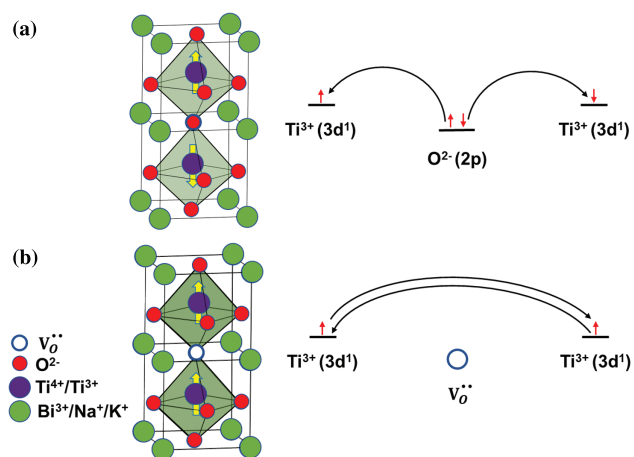 (a)
Ti³⁺(3d¹)
O²⁻(2p)
Ti³⁺(3d¹)
(b)
V_O^••
O²⁻
Ti⁴⁺/Ti³⁺
Bi³⁺/Na⁺/K⁺
Ti³⁺(3d¹)
V_O^••
Ti³⁺(3d¹)